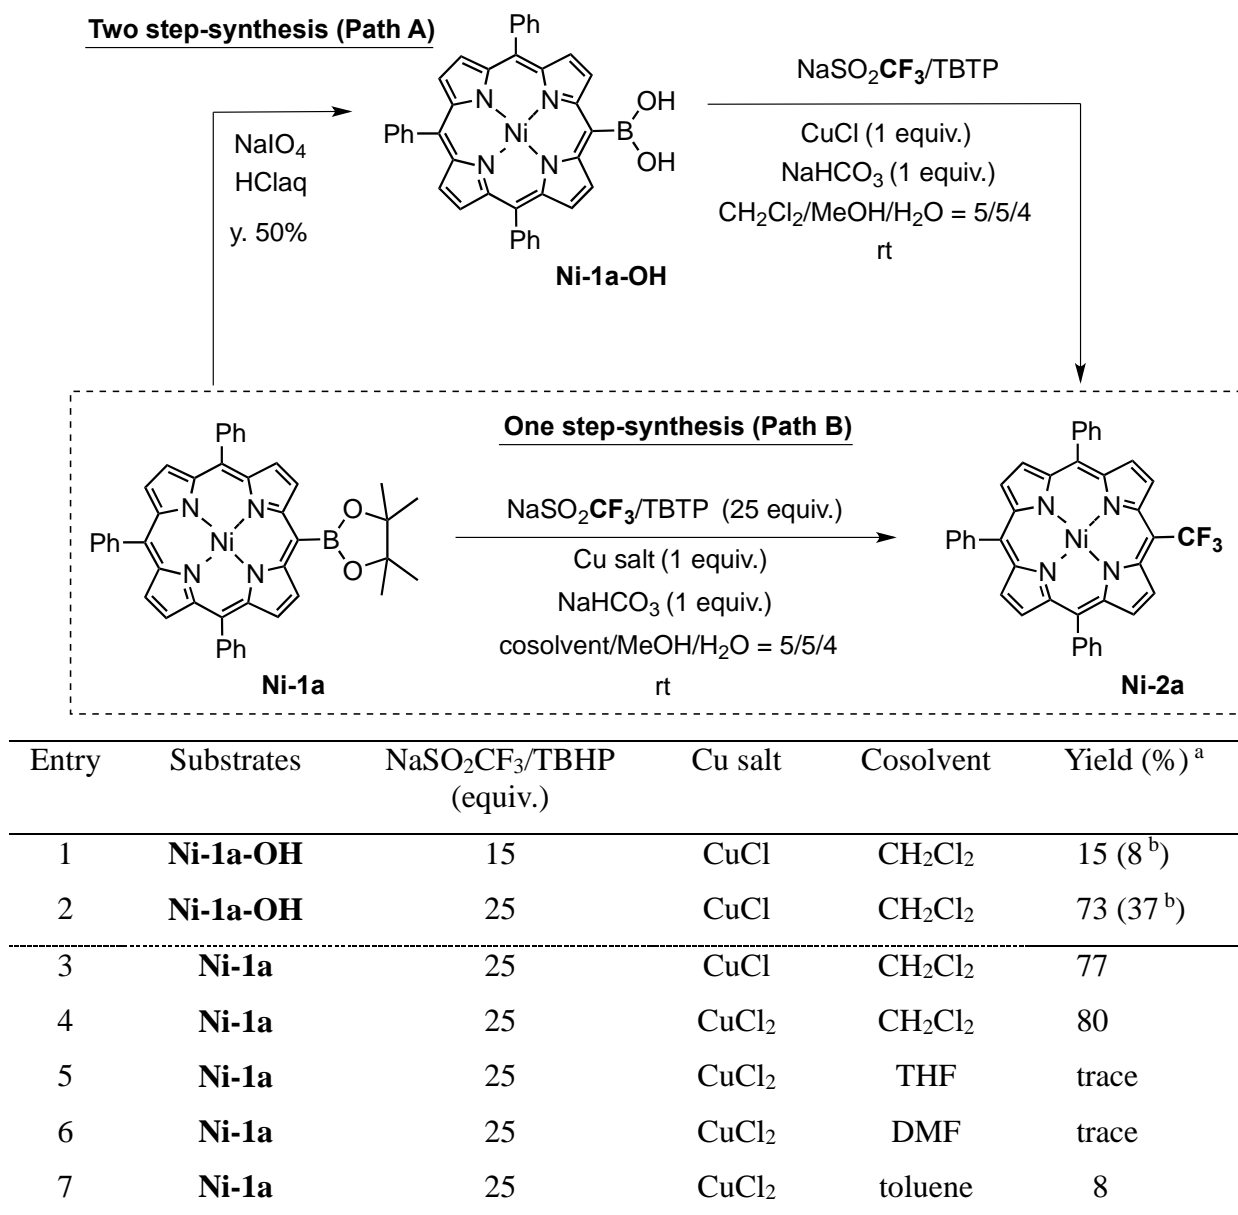 Two step-synthesis (Path A)
Ph
Ph
Ph
N
N
N
N
Ni
B
OH
OH
Ni-1a-OH
NaIO4
HClaq
y. 50%
NaSO2CF3/TBTP
CuCl (1 equiv.)
NaHCO3 (1 equiv.)
CH2Cl2/MeOH/H2O = 5/5/4
rt
One step-synthesis (Path B)
Ph
Ph
Ph
N
N
N
N
Ni
B
O
O
Ni-1a
NaSO2CF3/TBTP (25 equiv.)
Cu salt (1 equiv.)
NaHCO3 (1 equiv.)
cosolvent/MeOH/H2O = 5/5/4
rt
Ph
Ph
Ph
N
N
N
N
Ni
CF3
Ni-2a
Entry Substrates NaSO2CF3/TBHP (equiv.) Cu salt Cosolvent Yield (%) a
1 Ni-1a-OH 15 CuCl CH2Cl2 15 (8 b)
2 Ni-1a-OH 25 CuCl CH2Cl2 73 (37 b)
3 Ni-1a 25 CuCl CH2Cl2 77
4 Ni-1a 25 CuCl2 CH2Cl2 80
5 Ni-1a 25 CuCl2 THF trace
6 Ni-1a 25 CuCl2 DMF trace
7 Ni-1a 25 CuCl2 toluene 8